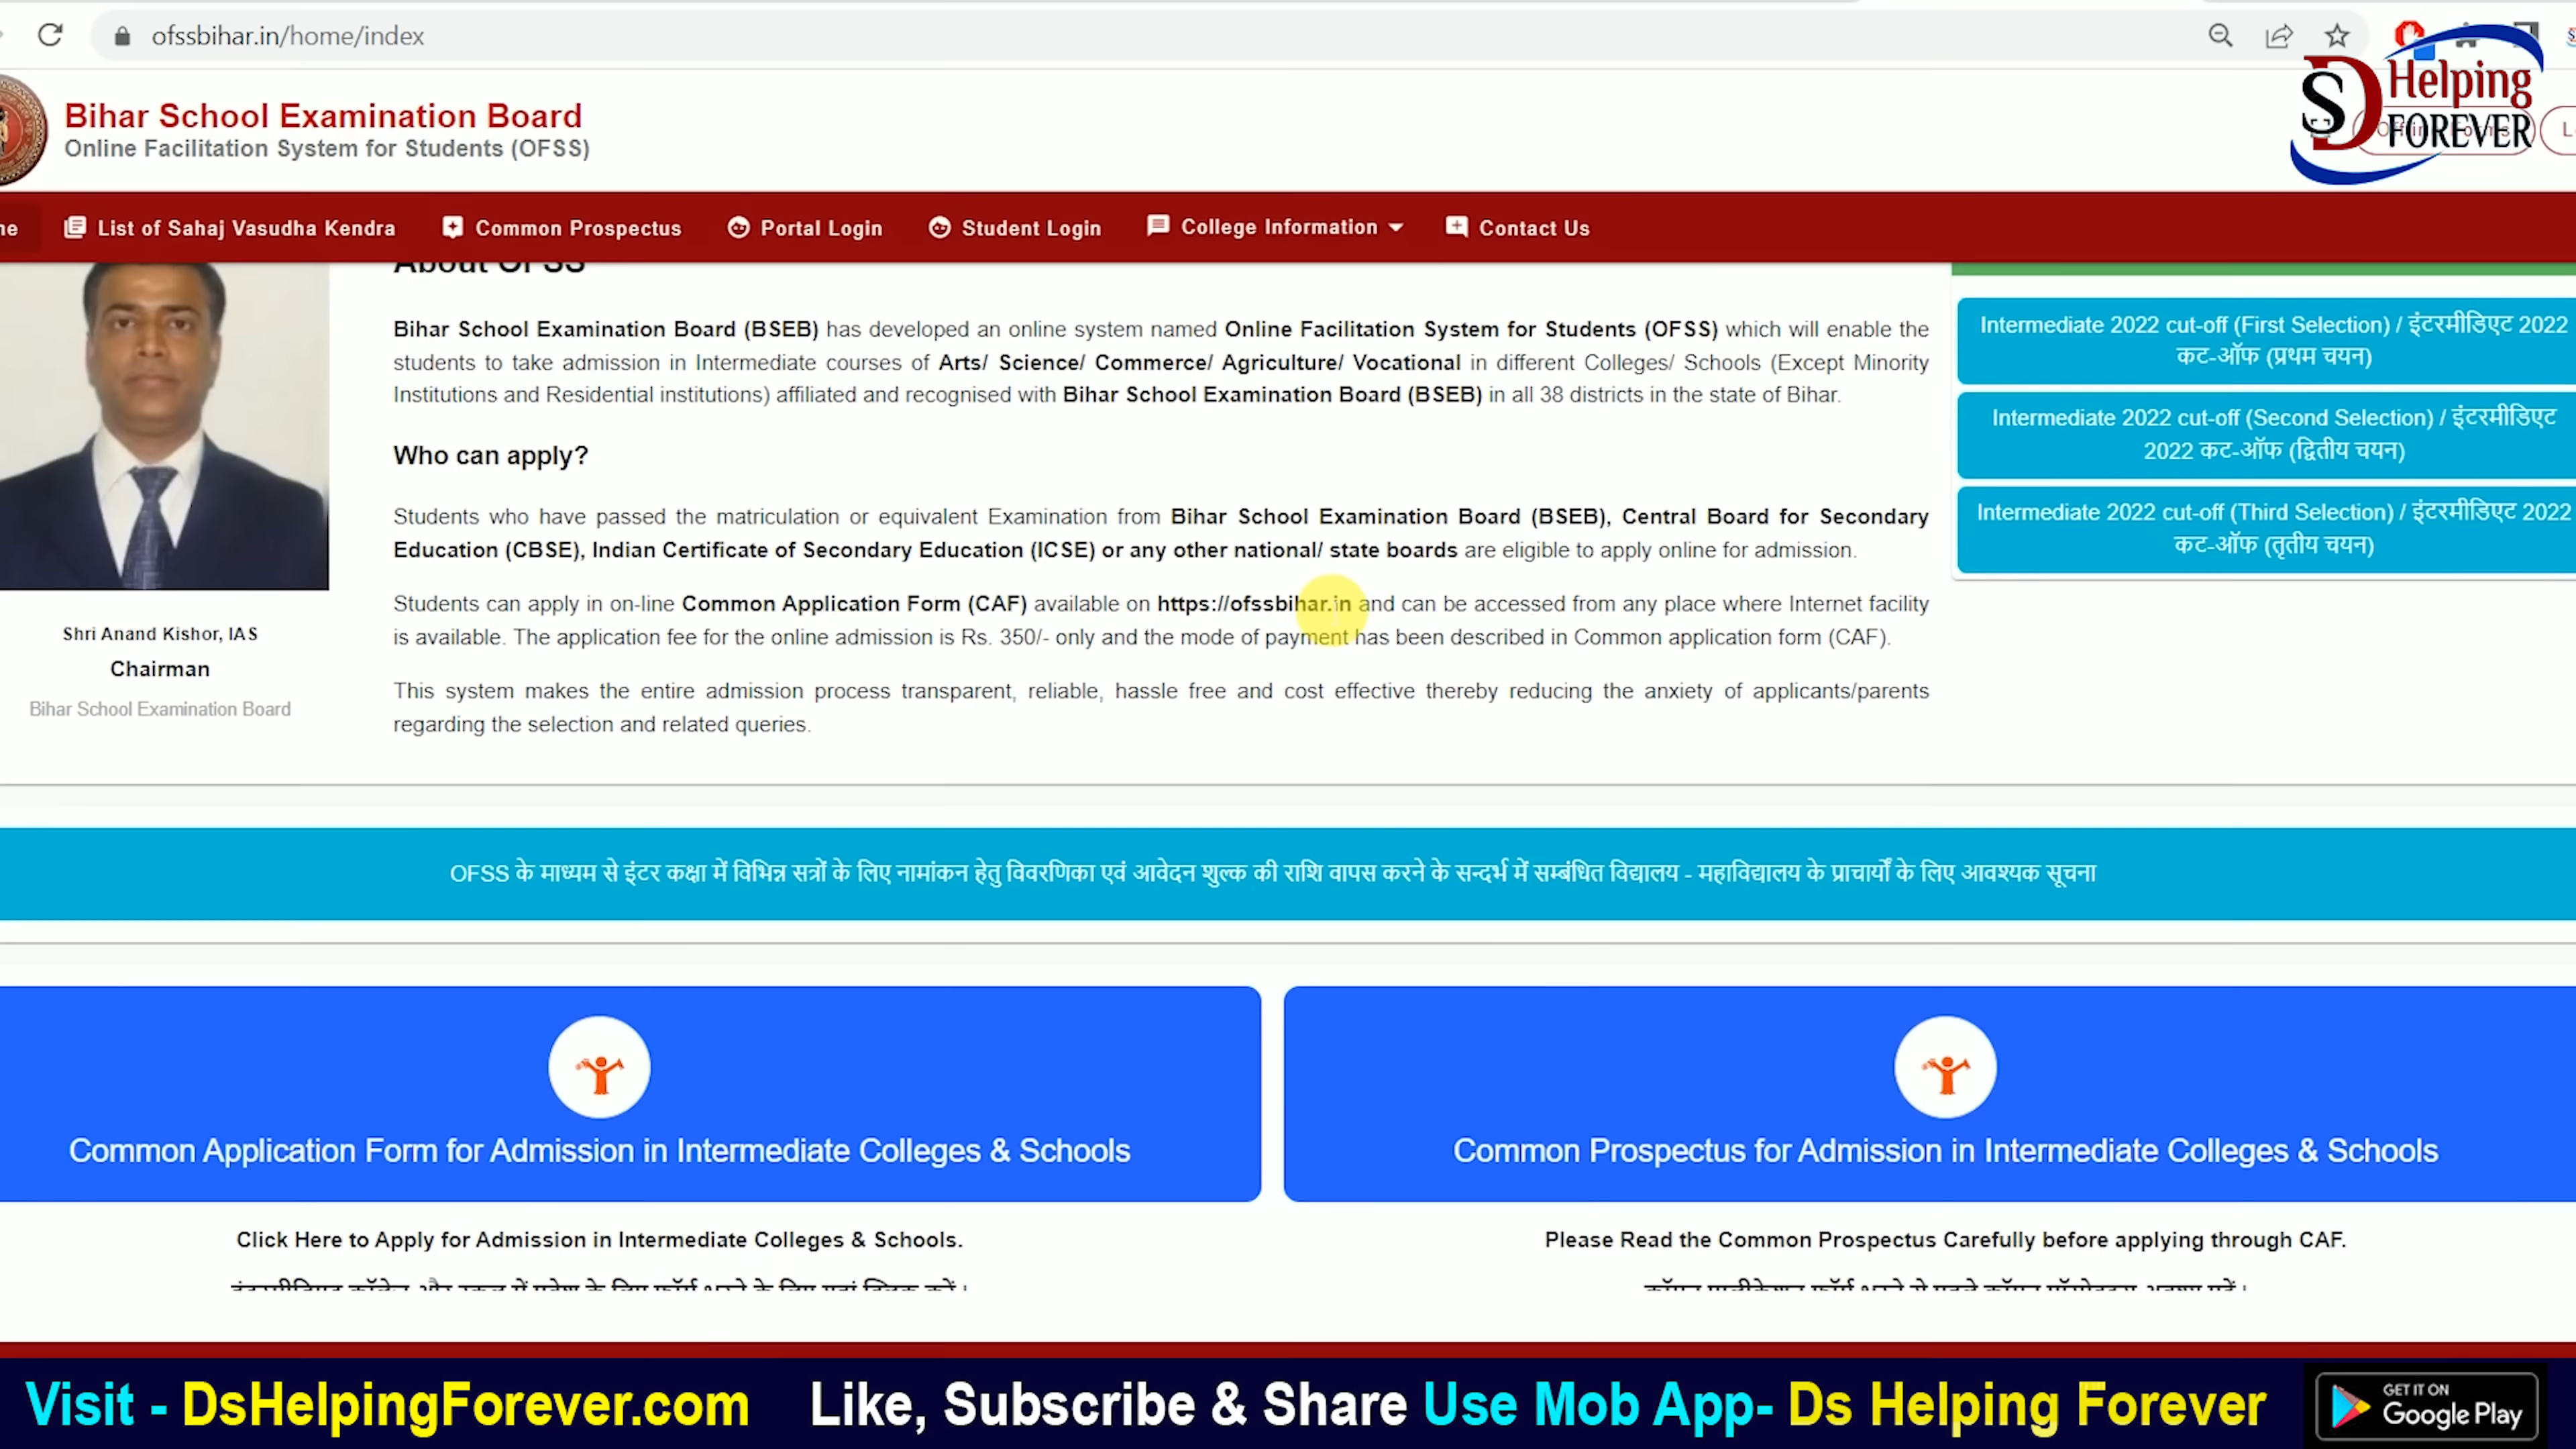 ofssbihar.in/home/index
Helping
SD FOREVER
Bihar School Examination Board
Online Facilitation System for Students (OFSS)
List of Sahaj Vasudha Kendra Common Prospectus Portal Login Student Login College Information Contact Us
About OFSS
Bihar School Examination Board (BSEB) has developed an online system named Online Facilitation System for Students (OFSS) which will enable the
students to take admission in Intermediate courses of Arts/ Science/ Commerce/ Agriculture/ Vocational in different Colleges/ Schools (Except Minority
Institutions and Residential institutions) affiliated and recognised with Bihar School Examination Board (BSEB) in all 38 districts in the state of Bihar.
Who can apply?
Students who have passed the matriculation or equivalent Examination from Bihar School Examination Board (BSEB), Central Board for Secondary
Education (CBSE), Indian Certificate of Secondary Education (ICSE) or any other national/ state boards are eligible to apply online for admission.
Students can apply in on-line Common Application Form (CAF) available on https://ofssbihar.in and can be accessed from any place where Internet facility
is available. The application fee for the online admission is Rs. 350/- only and the mode of payment has been described in Common application form (CAF).
This system makes the entire admission process transparent, reliable, hassle free and cost effective thereby reducing the anxiety of applicants/parents
regarding the selection and related queries.
Shri Anand Kishor, IAS
Chairman
Bihar School Examination Board
Intermediate 2022 cut-off (First Selection) / इंटरमीडिएट 2022
कट-ऑफ (प्रथम चयन)
Intermediate 2022 cut-off (Second Selection) / इंटरमीडिएट
2022 कट-ऑफ (द्वितीय चयन)
Intermediate 2022 cut-off (Third Selection) / इंटरमीडिएट 2022
कट-ऑफ (तृतीय चयन)
OFSS के माध्यम से इंटर कक्षा में विभिन्न सत्रों के लिए नामांकन हेतु विवरणिका एवं आवेदन शुल्क की राशि वापस करने के सन्दर्भ में सम्बंधित विद्यालय - महाविद्यालय के प्राचार्यों के लिए आवश्यक सूचना
Common Application Form for Admission in Intermediate Colleges & Schools
Common Prospectus for Admission in Intermediate Colleges & Schools
Click Here to Apply for Admission in Intermediate Colleges & Schools.
Please Read the Common Prospectus Carefully before applying through CAF.
Visit - DsHelpingForever.com Like, Subscribe & Share Use Mob App- Ds Helping Forever
GET IT ON
Google Play